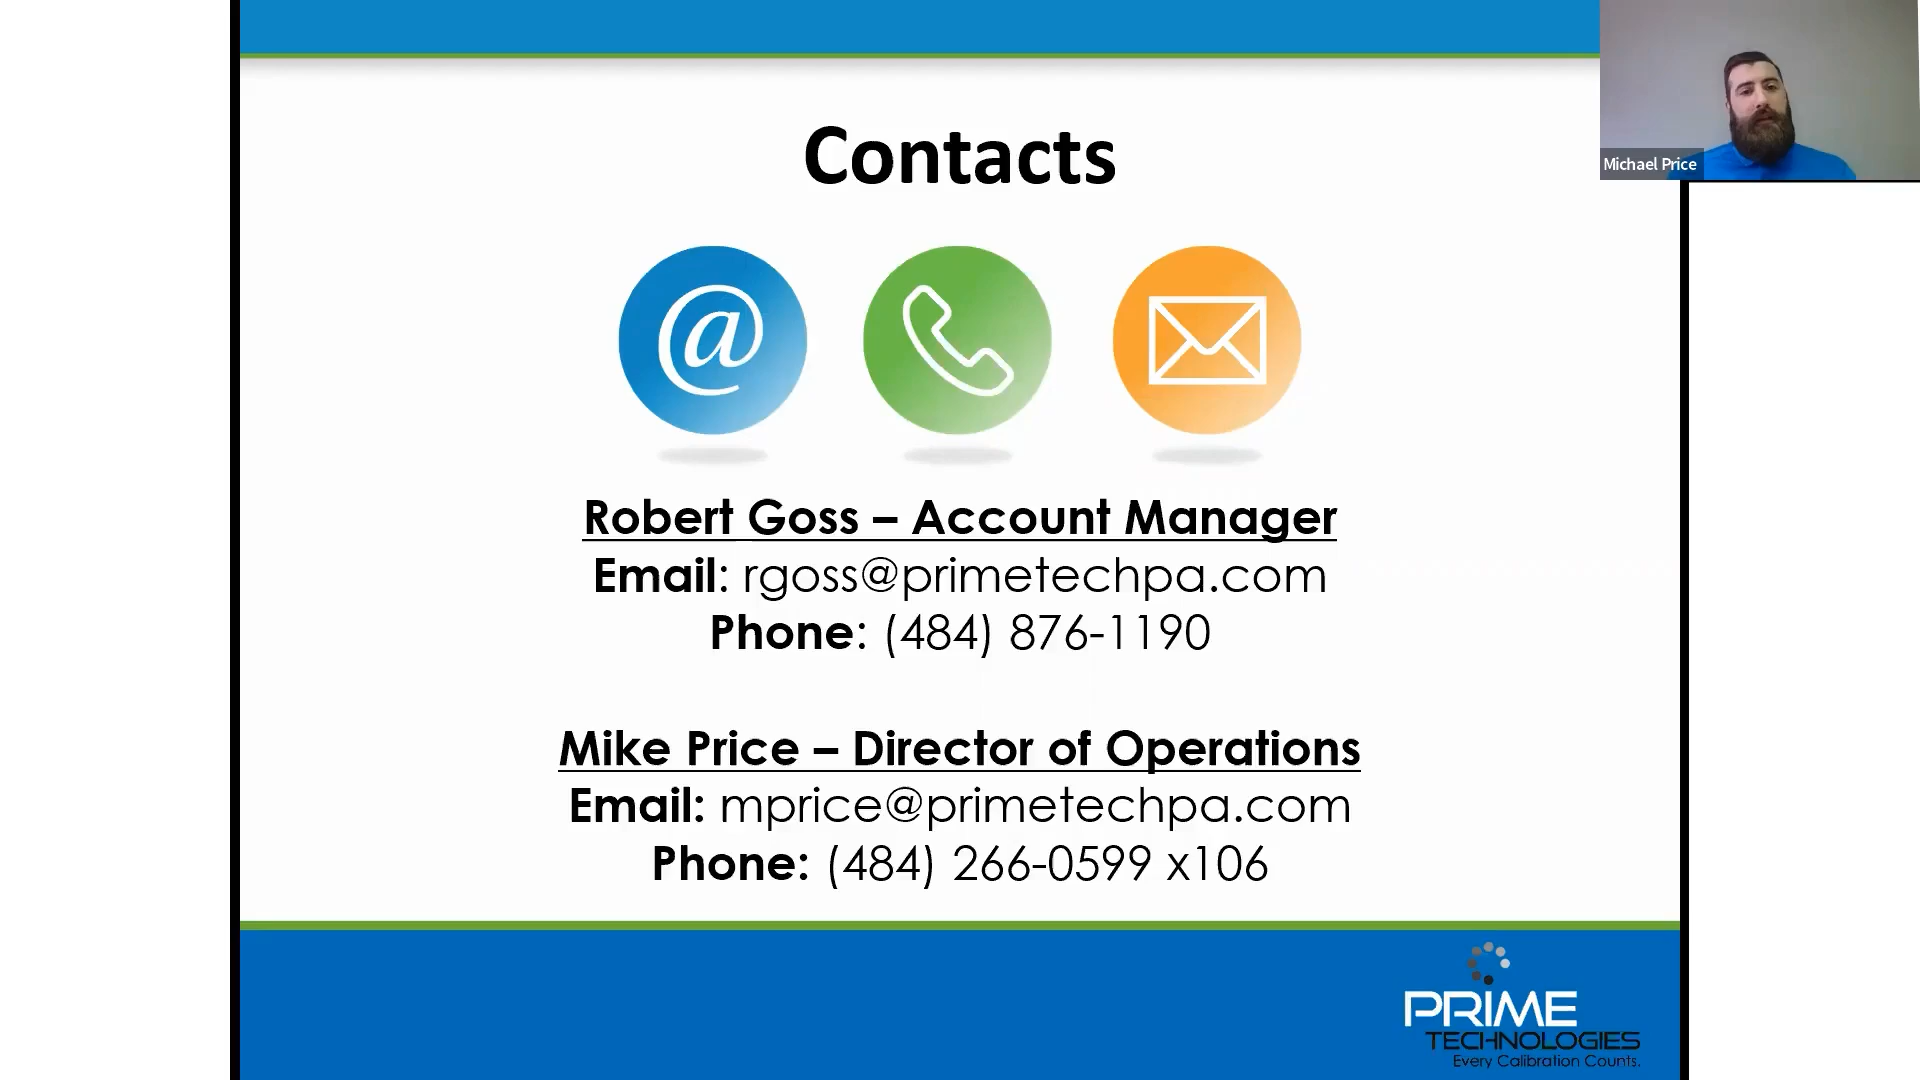 Contacts
Michael Price
@
Robert Goss – Account Manager
Email: rgoss@primetechpa.com
Phone: (484) 876-1190
Mike Price – Director of Operations
Email: mprice@primetechpa.com
Phone: (484) 266-0599 x106
PRIME
TECHNOLOGIES
Every Calibration Counts.